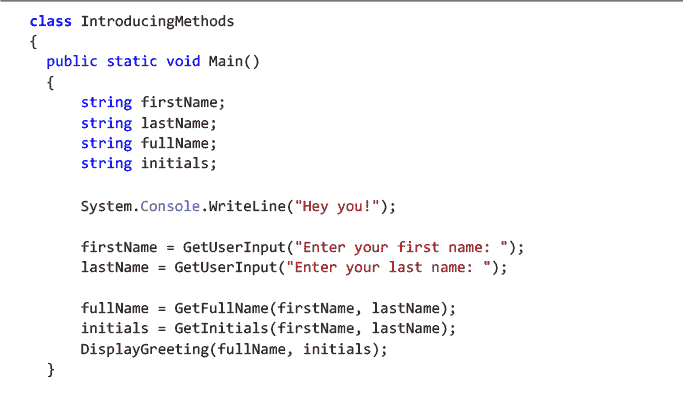 class IntroducingMethods
{
  public static void Main()
  {
      string firstName;
      string lastName;
      string fullName;
      string initials;

      System.Console.WriteLine("Hey you!");

      firstName = GetUserInput("Enter your first name: ");
      lastName = GetUserInput("Enter your last name: ");

      fullName = GetFullName(firstName, lastName);
      initials = GetInitials(firstName, lastName);
      DisplayGreeting(fullName, initials);
  }